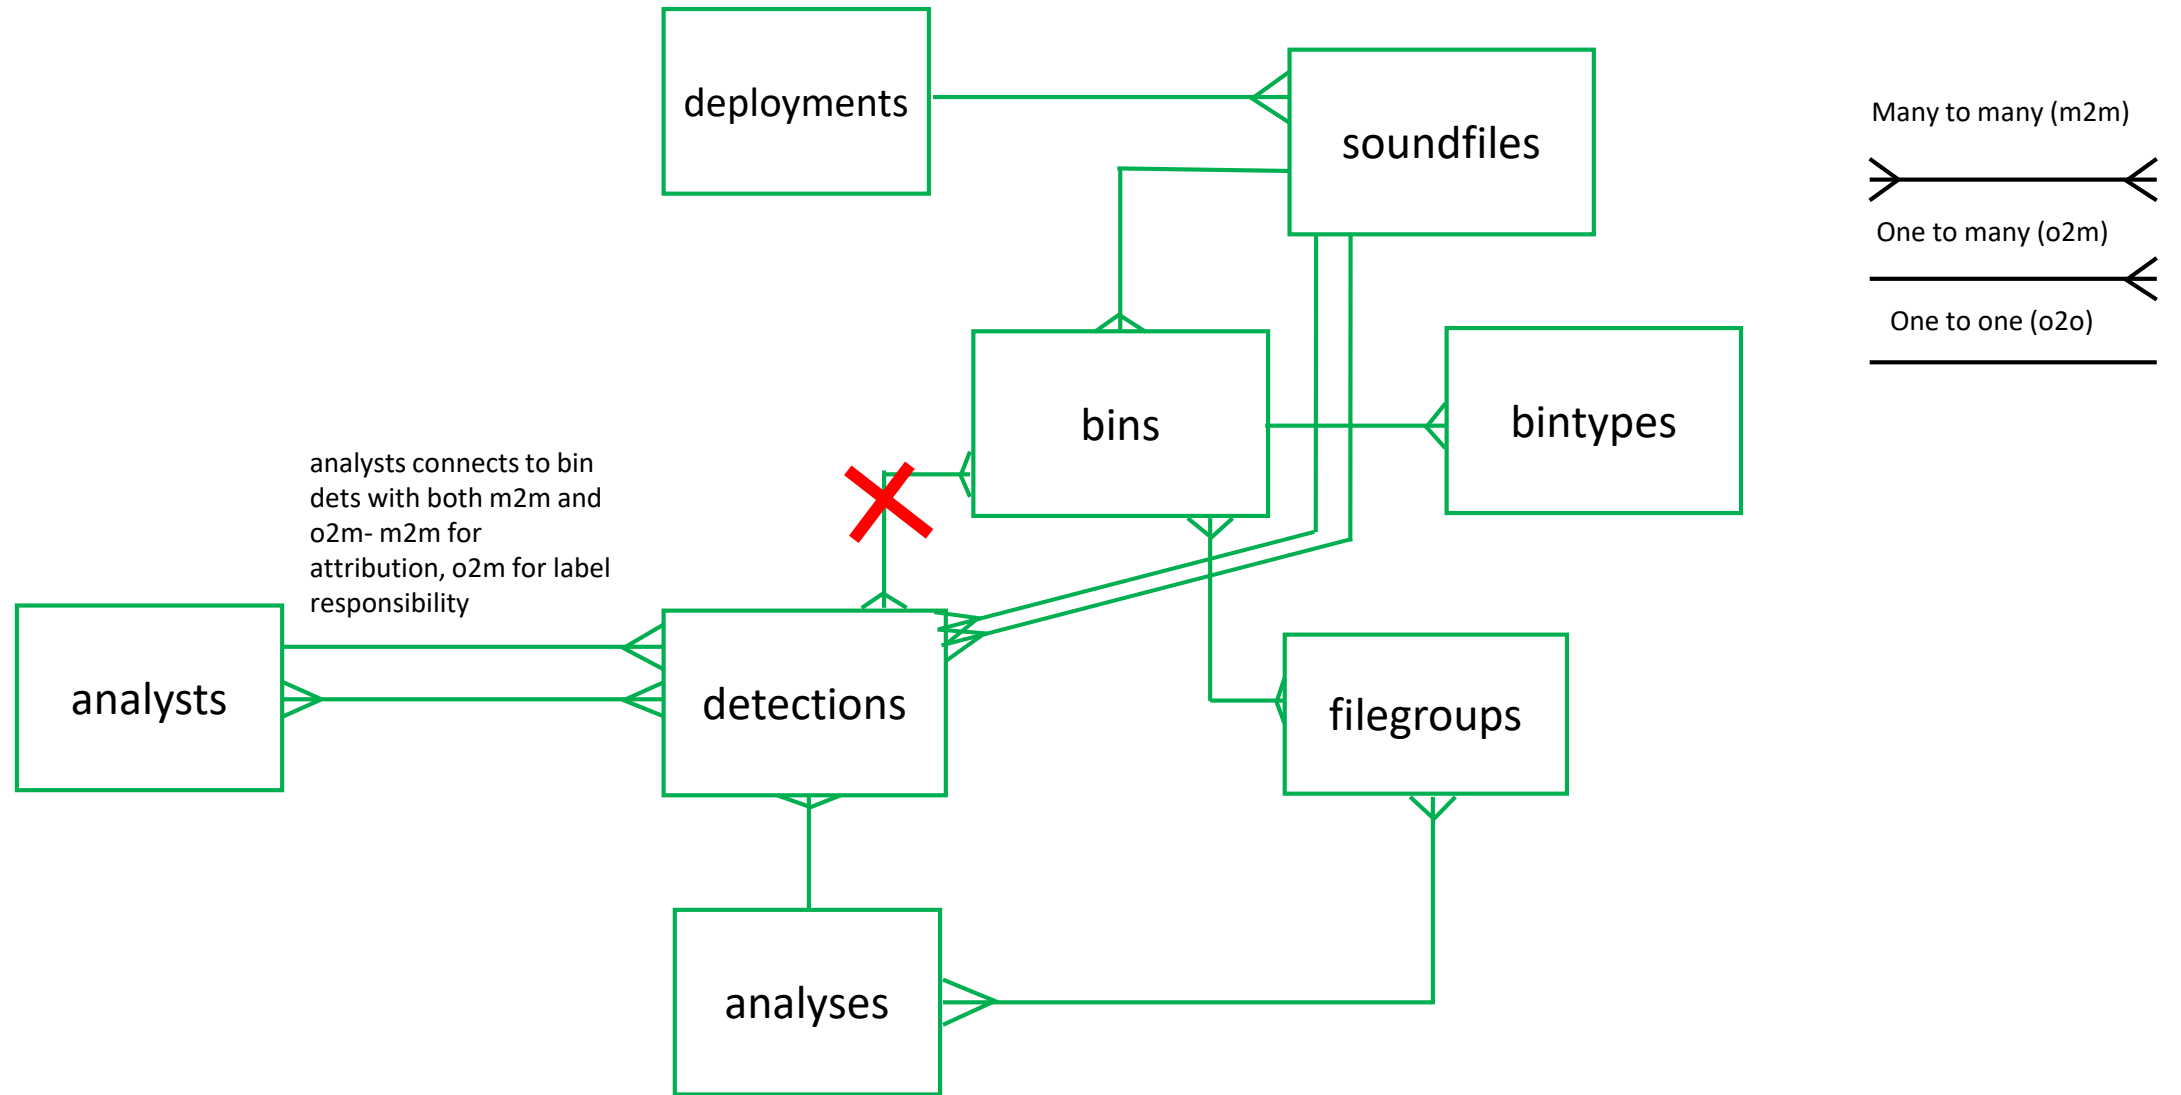 deployments
soundfiles
Many to many (m2m)
One to many (o2m)
One to one (o2o)
bins
bintypes
analysts connects to bin
dets with both m2m and
o2m- m2m for
attribution, o2m for label
responsibility
analysts
detections
filegroups
analyses